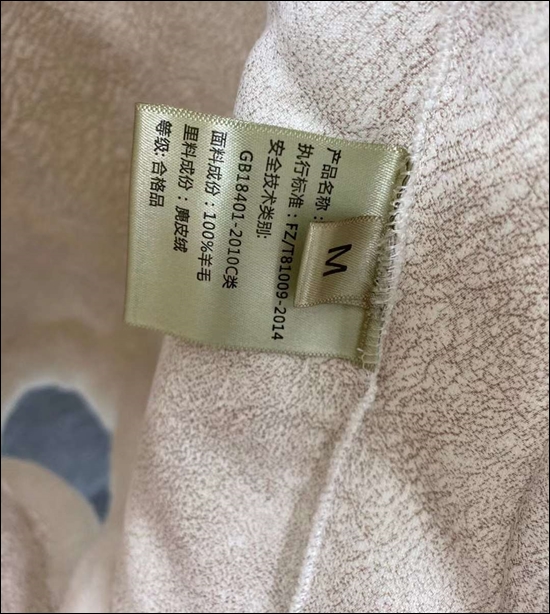 产品名称：
执行标准：FZ/T81009-2014
安全技术类别:
GB18401-2010C类
面料成份：100%羊毛
里料成份：麂皮绒
等级: 合格品
M